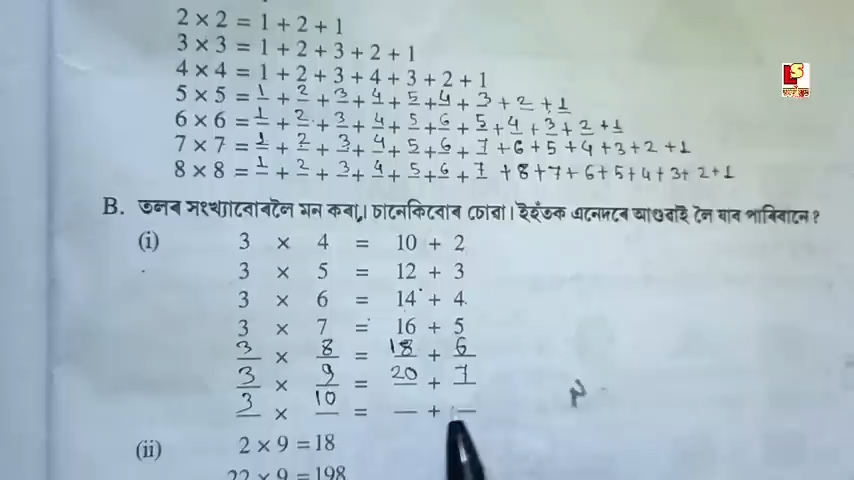 2 × 2 = 1 + 2 + 1
3 × 3 = 1 + 2 + 3 + 2 + 1
4 × 4 = 1 + 2 + 3 + 4 + 3 + 2 + 1
5 × 5 = 1 + 2 + 3 + 4 + 5 + 4 + 3 + 2 + 1
6 × 6 = 1 + 2 + 3 + 4 + 5 + 6 + 5 + 4 + 3 + 2 + 1
7 × 7 = 1 + 2 + 3 + 4 + 5 + 6 + 7 + 6 + 5 + 4 + 3 + 2 + 1
8 × 8 = 1 + 2 + 3 + 4 + 5 + 6 + 7 + 8 + 7 + 6 + 5 + 4 + 3 + 2 + 1
B. তলৰ সংখ্যাবোৰলৈ মন কৰা। চানেকিবোৰ চোৱা। ইহঁতক এনেদৰে আগুৱাই লৈ যাব পাৰিবানে?
(i) 3 × 4 = 10 + 2
3 × 5 = 12 + 3
3 × 6 = 14 + 4
3 × 7 = 16 + 5
3 × 8 = 18 + 6
3 × 9 = 20 + 7
3 × 10 = __ + __
(ii) 2 × 9 = 18
22 × 9 = 198
LS